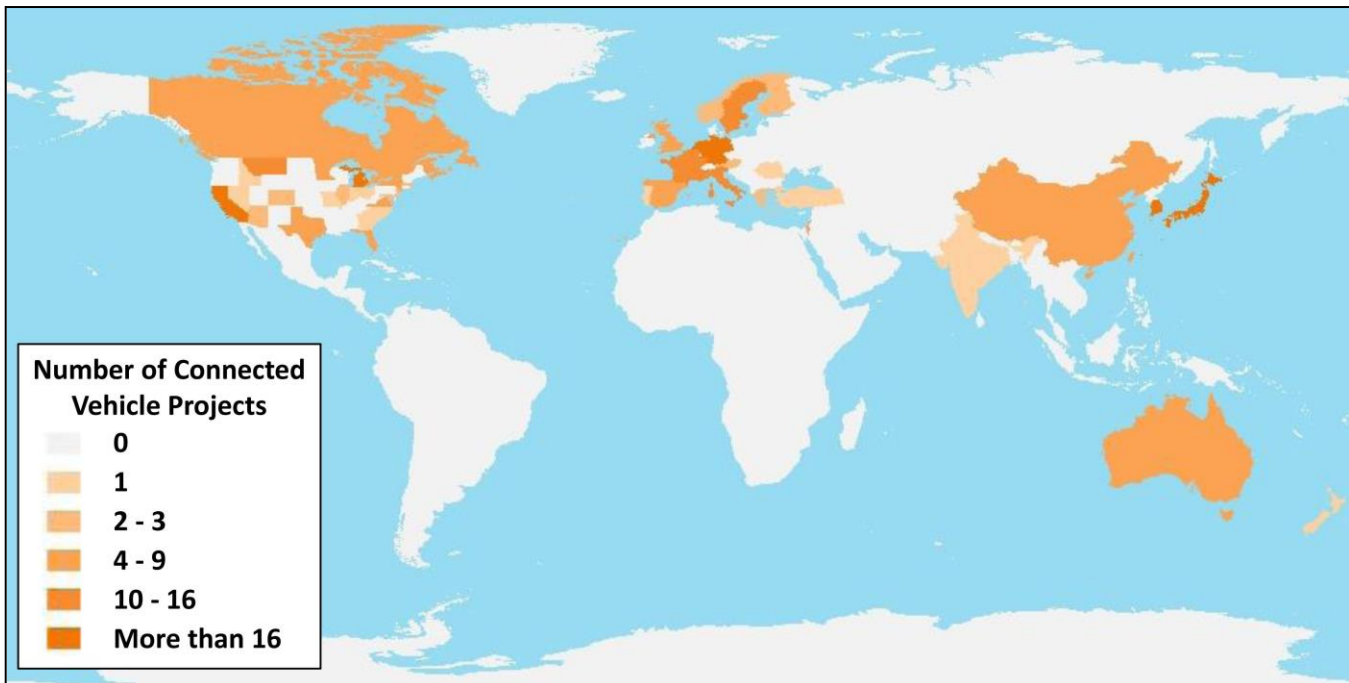 Number of Connected
Vehicle Projects
0
1
2 - 3
4 - 9
10 - 16
More than 16